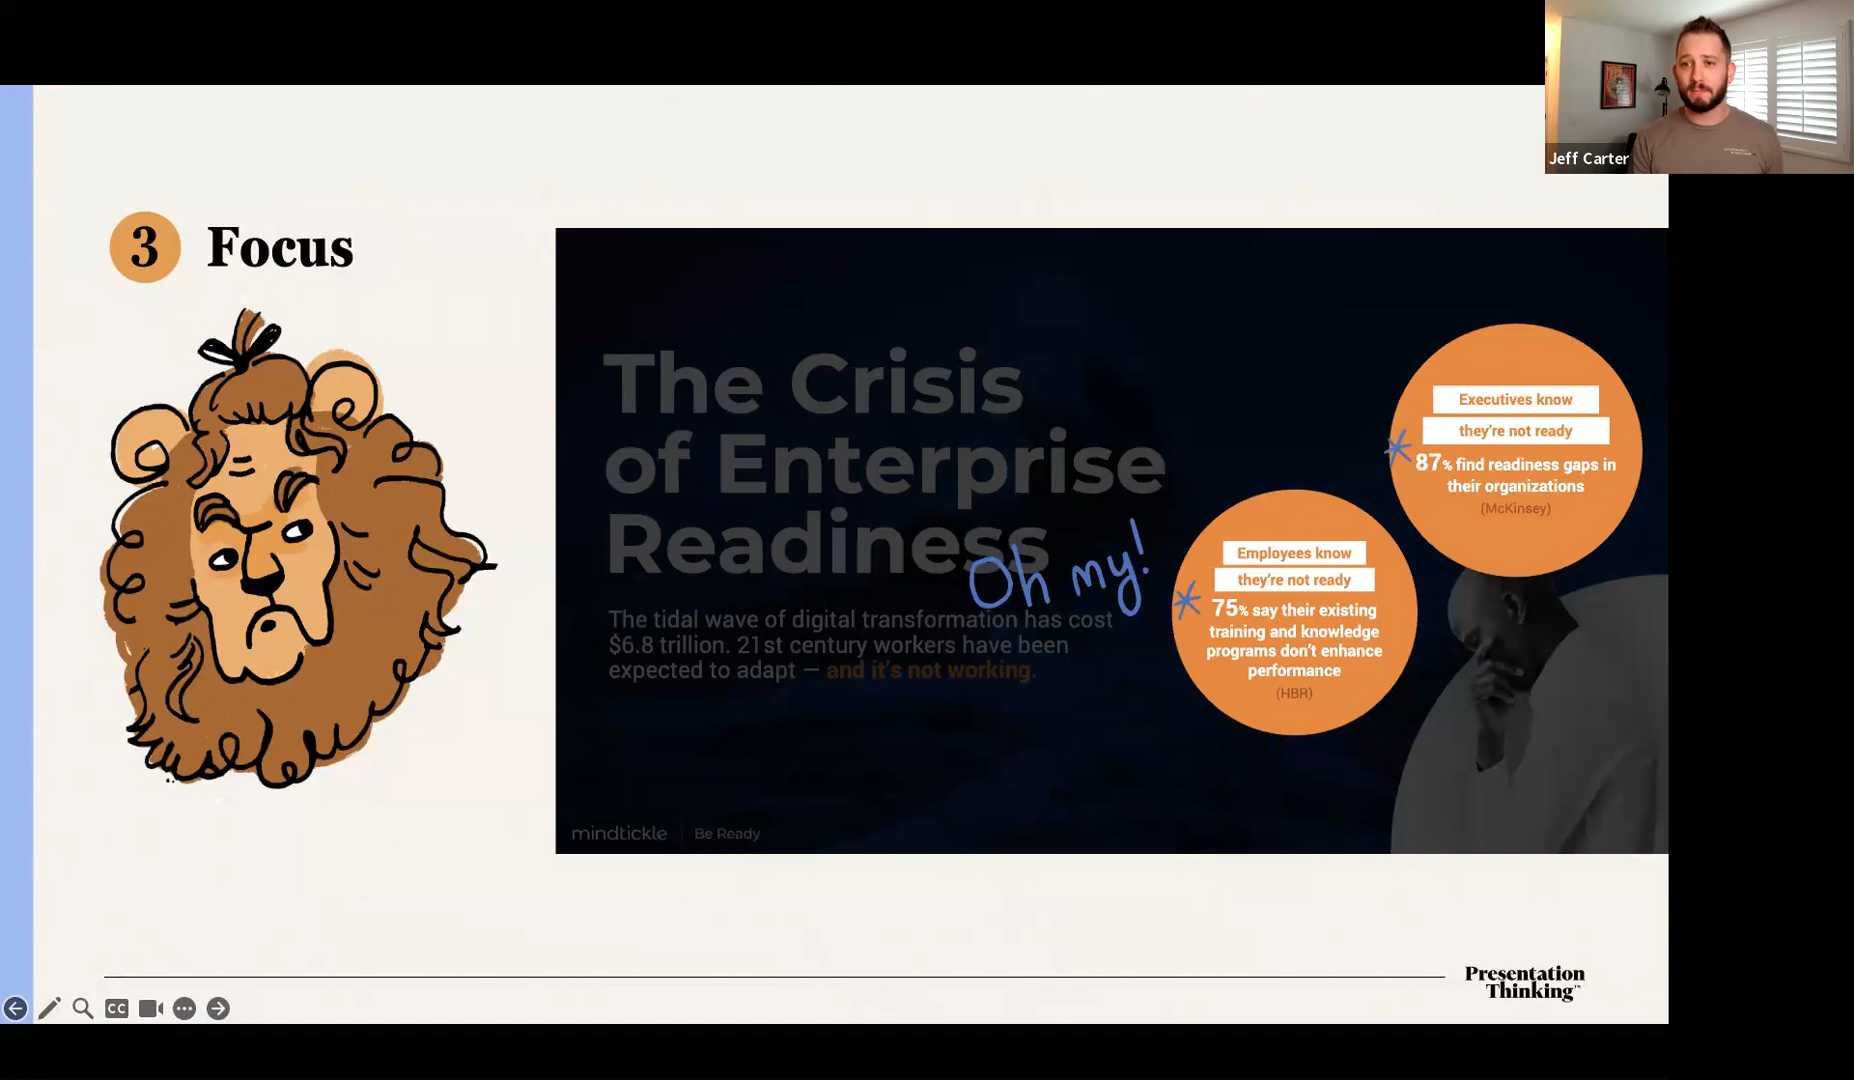 Jeff Carter
3 Focus
The Crisis
of Enterprise
Readiness
Oh my!
The tidal wave of digital transformation has cost
$6.8 trillion. 21st century workers have been
expected to adapt — and it's not working.
Executives know
they're not ready
87% find readiness gaps in
their organizations
(McKinsey)
Employees know
they're not ready
75% say their existing
training and knowledge
programs don't enhance
performance
(HBR)
mindtickle | Be Ready
Presentation
Thinking™
CC